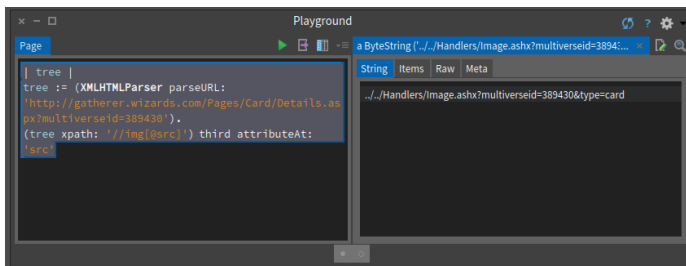 Playground
Page
a ByteString ('../../Handlers/Image.ashx?multiverseid=3894:...
| tree |
tree := (XMLHTMLParser parseURL:
'http://gatherer.wizards.com/Pages/Card/Details.as
px?multiverseid=389430').
(tree xpath: '//img[@src]') third attributeAt:
'src'
String Items Raw Meta
../../Handlers/Image.ashx?multiverseid=389430&type=card